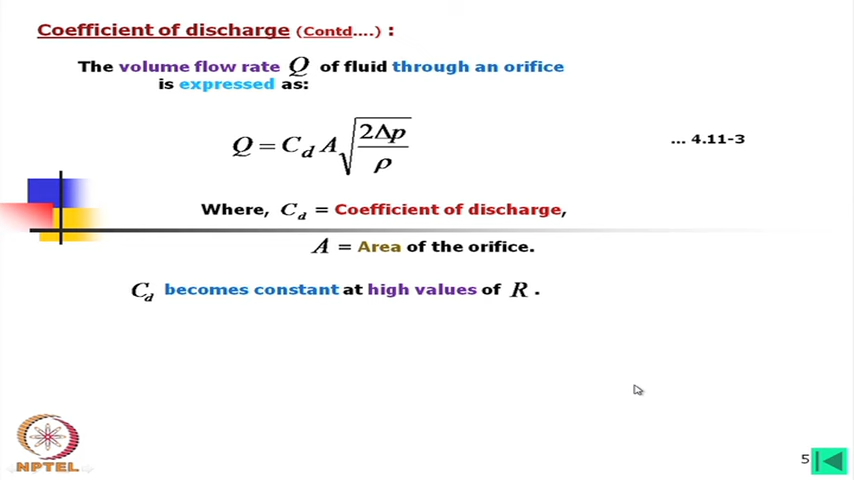 Coefficient of discharge (Contd….) :
The volume flow rate Q of fluid through an orifice
is expressed as:
Q = C_d A √(2Δp / ρ) ... 4.11-3
Where, C_d = Coefficient of discharge,
A = Area of the orifice.
C_d becomes constant at high values of R .
NPTEL
5